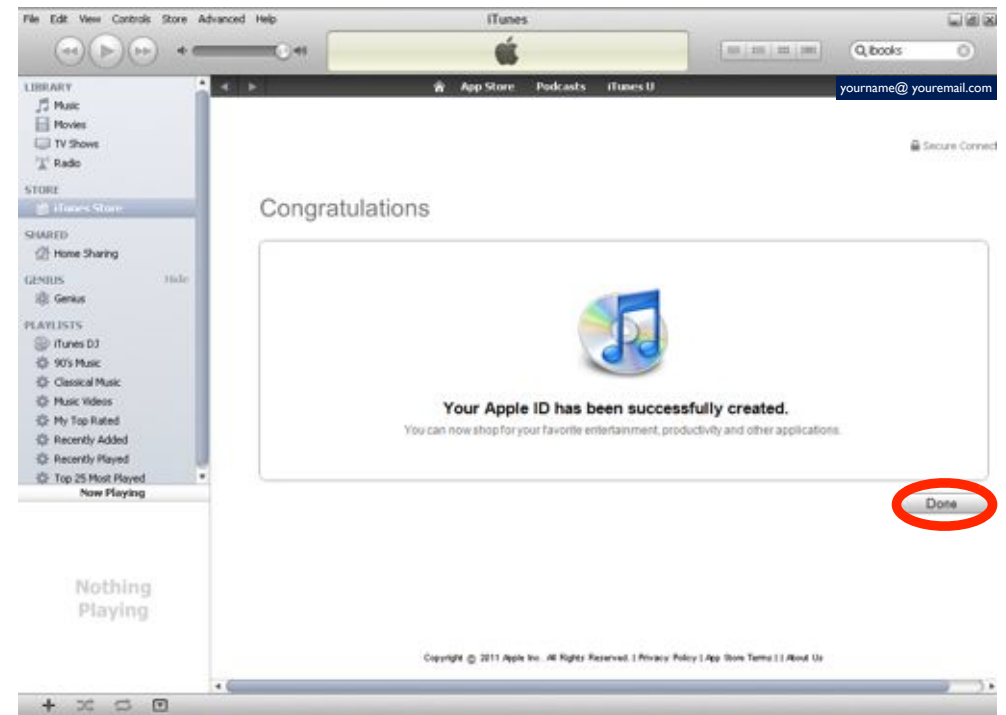 File Edit View Controls Store Advanced Help
iTunes
ibooks
LIBRARY
Music
Movies
TV Shows
Radio
STORE
iTunes Store
SHARED
Home Sharing
GENIUS Hide
Genius
PLAYLISTS
iTunes DJ
90's Music
Classical Music
Music Videos
My Top Rated
Recently Added
Recently Played
Top 25 Most Played
Now Playing
Nothing
Playing
App Store Podcasts iTunes U
yourname@ youremail.com
Secure Connect
Congratulations
Your Apple ID has been successfully created.
You can now shop for your favorite entertainment, productivity and other applications.
Done
Copyright © 2011 Apple Inc. All Rights Reserved. | Privacy Policy | App Store Terms | | About Us